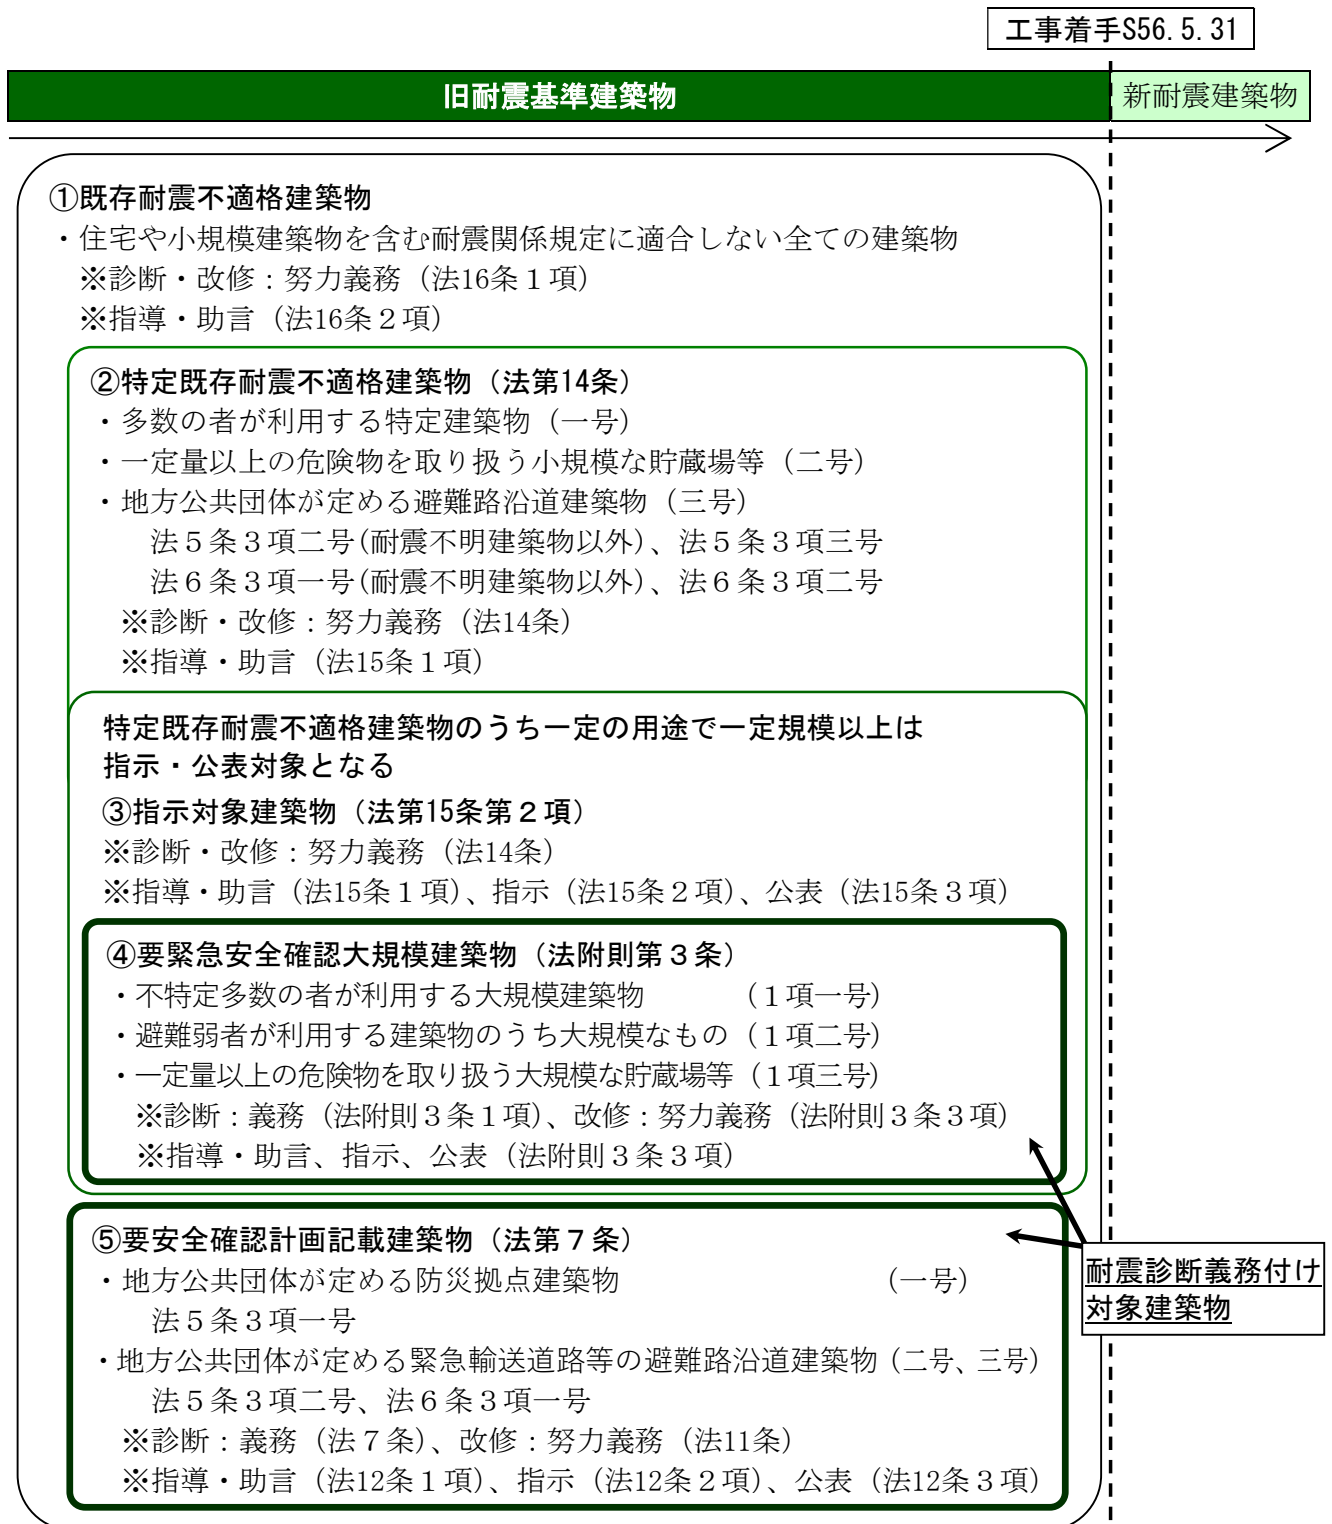 工事着手S56.5.31
旧耐震基準建築物
新耐震建築物
①既存耐震不適格建築物
・住宅や小規模建築物を含む耐震関係規定に適合しない全ての建築物
※診断・改修：努力義務（法16条１項）
※指導・助言（法16条２項）
②特定既存耐震不適格建築物（法第14条）
・多数の者が利用する特定建築物（一号）
・一定量以上の危険物を取り扱う小規模な貯蔵場等（二号）
・地方公共団体が定める避難路沿道建築物（三号）
法５条３項二号(耐震不明建築物以外)、法５条３項三号
法６条３項一号(耐震不明建築物以外)、法６条３項二号
※診断・改修：努力義務（法14条）
※指導・助言（法15条１項）
特定既存耐震不適格建築物のうち一定の用途で一定規模以上は
指示・公表対象となる
③指示対象建築物（法第15条第２項）
※診断・改修：努力義務（法14条）
※指導・助言（法15条１項）、指示（法15条２項）、公表（法15条３項）
④要緊急安全確認大規模建築物（法附則第３条）
・不特定多数の者が利用する大規模建築物　（１項一号）
・避難弱者が利用する建築物のうち大規模なもの（１項二号）
・一定量以上の危険物を取り扱う大規模な貯蔵場等（１項三号）
※診断：義務（法附則３条１項）、改修：努力義務（法附則３条３項）
※指導・助言、指示、公表（法附則３条３項）
⑤要安全確認計画記載建築物（法第７条）
・地方公共団体が定める防災拠点建築物　（一号）
法５条３項一号
・地方公共団体が定める緊急輸送道路等の避難路沿道建築物（二号、三号）
法５条３項二号、法６条３項一号
※診断：義務（法７条）、改修：努力義務（法11条）
※指導・助言（法12条１項）、指示（法12条２項）、公表（法12条３項）
耐震診断義務付け
対象建築物